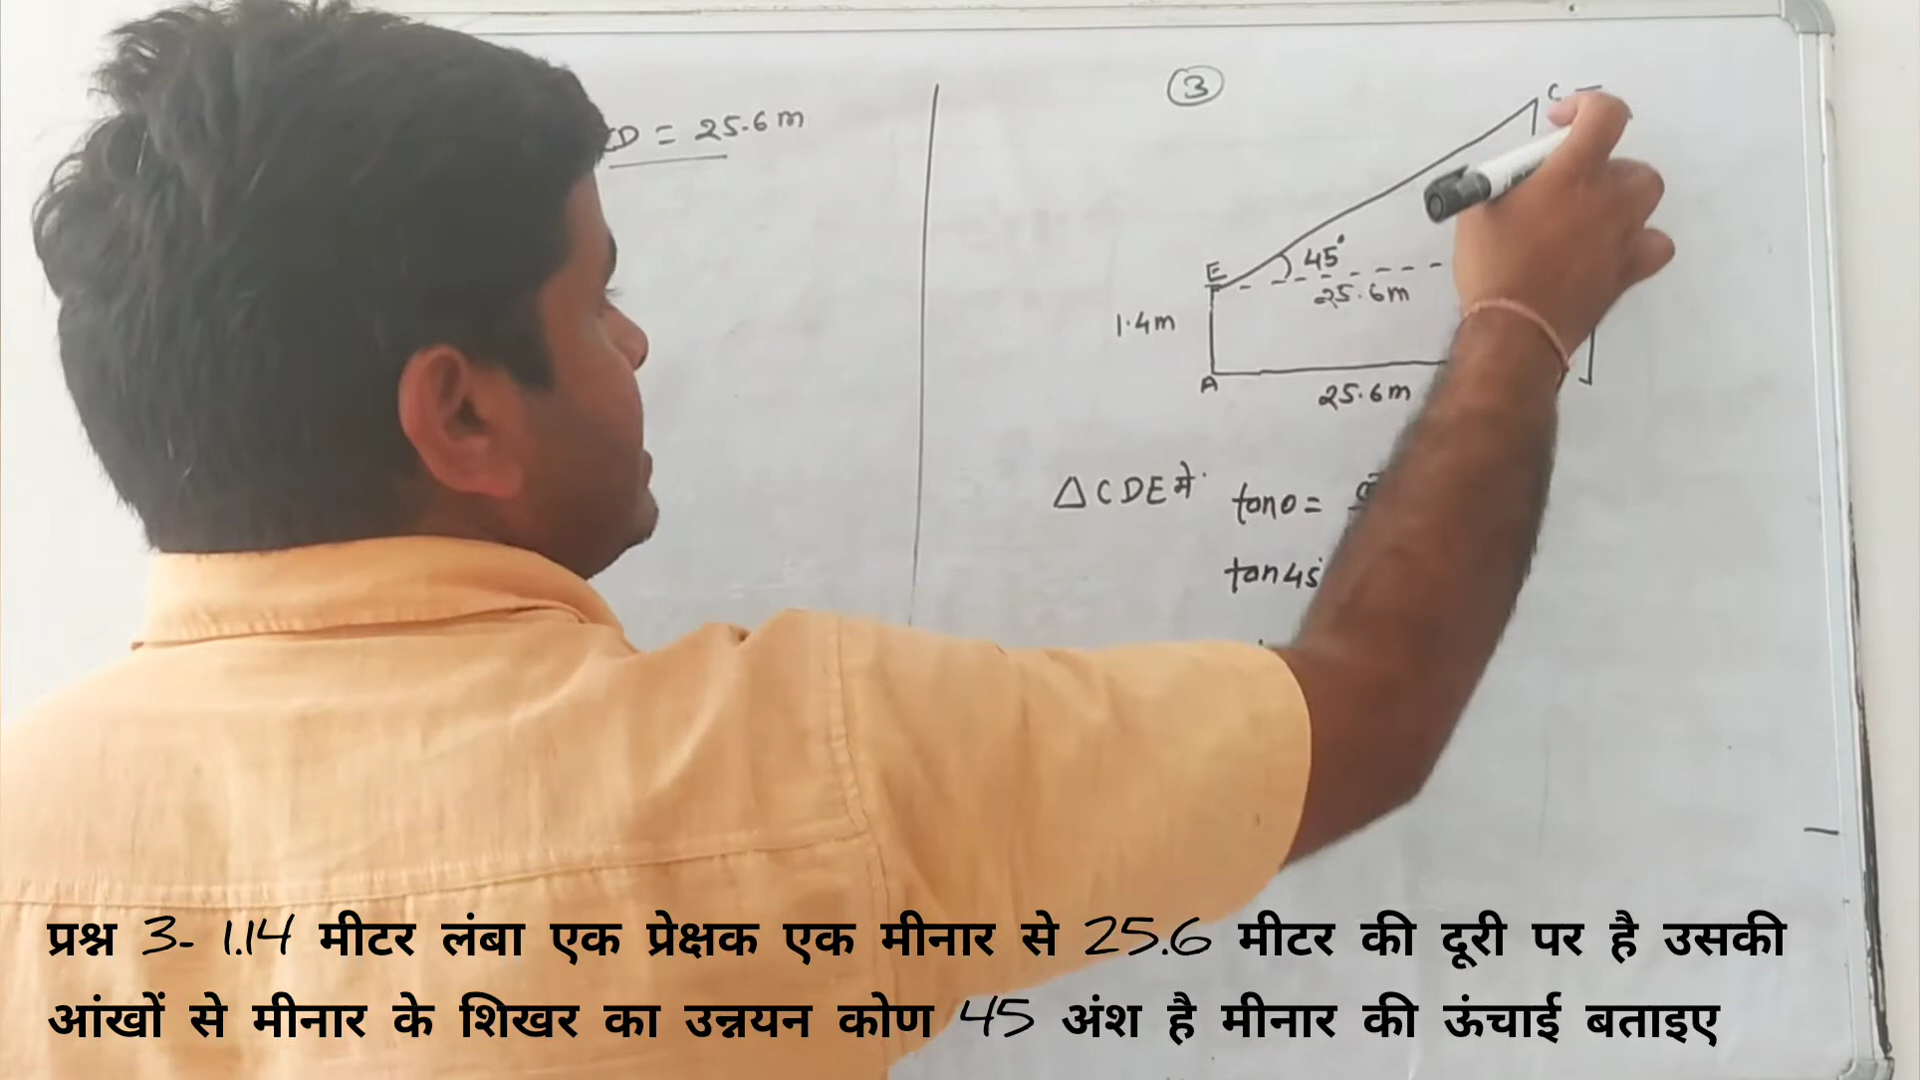 CD = 25.6m
3
C
45°
E
25.6m
1.4m
A
25.6m
△CDE में tanθ =
tan45°
प्रश्न 3- 1.14 मीटर लंबा एक प्रेक्षक एक मीनार से 25.6 मीटर की दूरी पर है उसकी
आंखों से मीनार के शिखर का उन्नयन कोण 45 अंश है मीनार की ऊंचाई बताइए